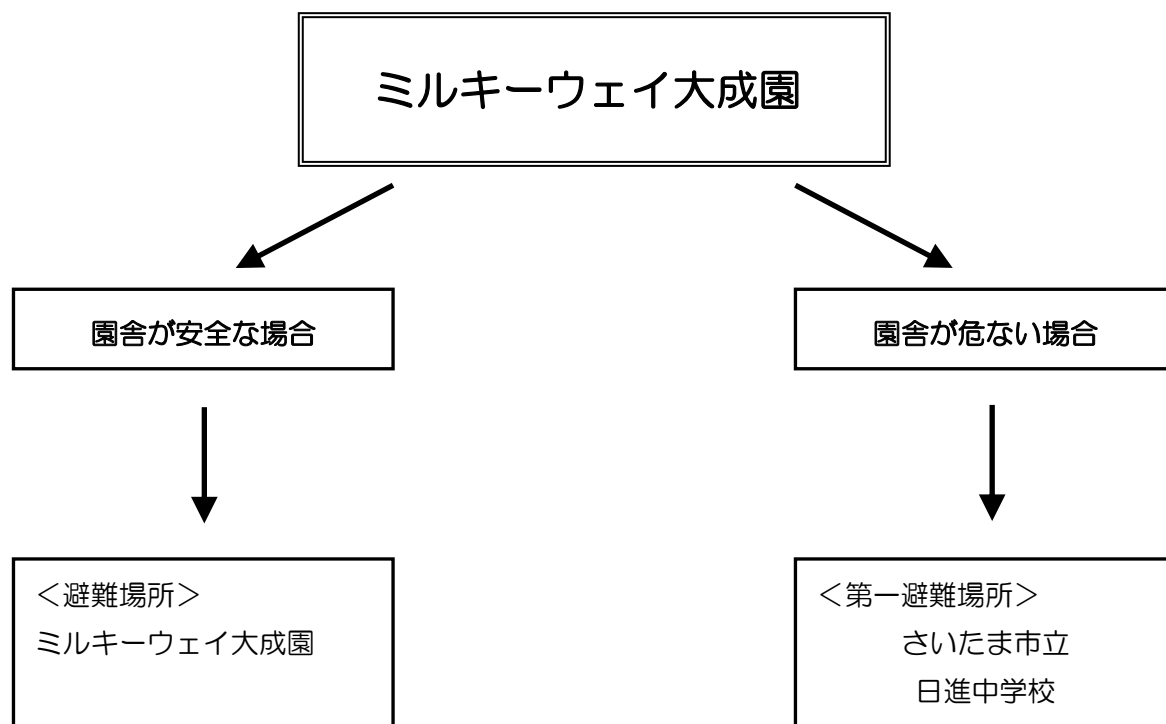 ミルキーウェイ大成園
園舎が安全な場合
園舎が危ない場合
＜避難場所＞
ミルキーウェイ大成園
＜第一避難場所＞
さいたま市立
日進中学校